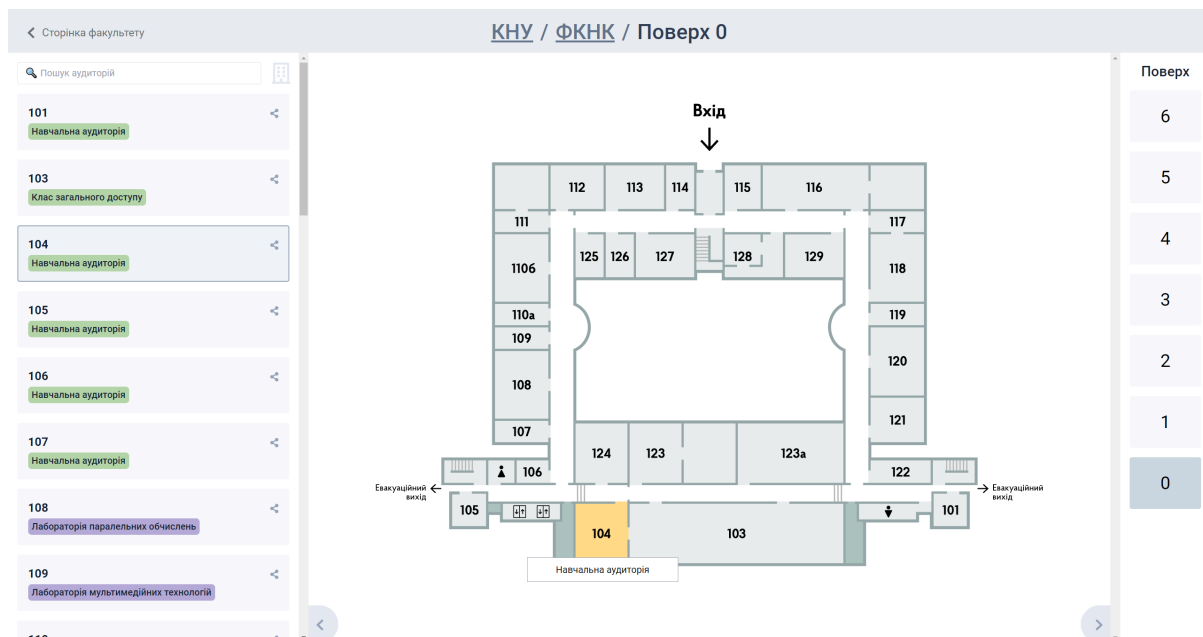 Сторінка факультету
КНУ / ФКНК / Поверх 0
Пошук аудиторій
101
Навчальна аудиторія
103
Клас загального доступу
104
Навчальна аудиторія
105
Навчальна аудиторія
106
Навчальна аудиторія
107
Навчальна аудиторія
108
Лабораторія паралельних обчислень
109
Лабораторія мультимедійних технологій
Вхід
112 113 114 115 116
111 117
125 126 127 128 129
110б 118
110а 119
109
108 120
107 121
124 123 123а
106 122
Евакуаційний
вихід
Евакуаційний
вихід
105 101
104 103
Навчальна аудиторія
Поверх
6
5
4
3
2
1
0